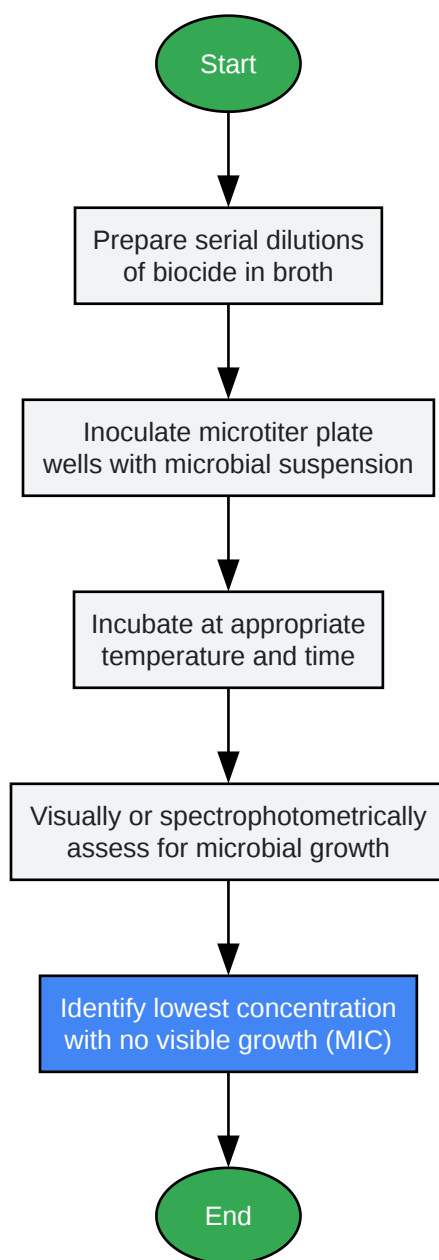 Start
Prepare serial dilutions
of biocide in broth
Inoculate microtiter plate
wells with microbial suspension
Incubate at appropriate
temperature and time
Visually or spectrophotometrically
assess for microbial growth
Identify lowest concentration
with no visible growth (MIC)
End